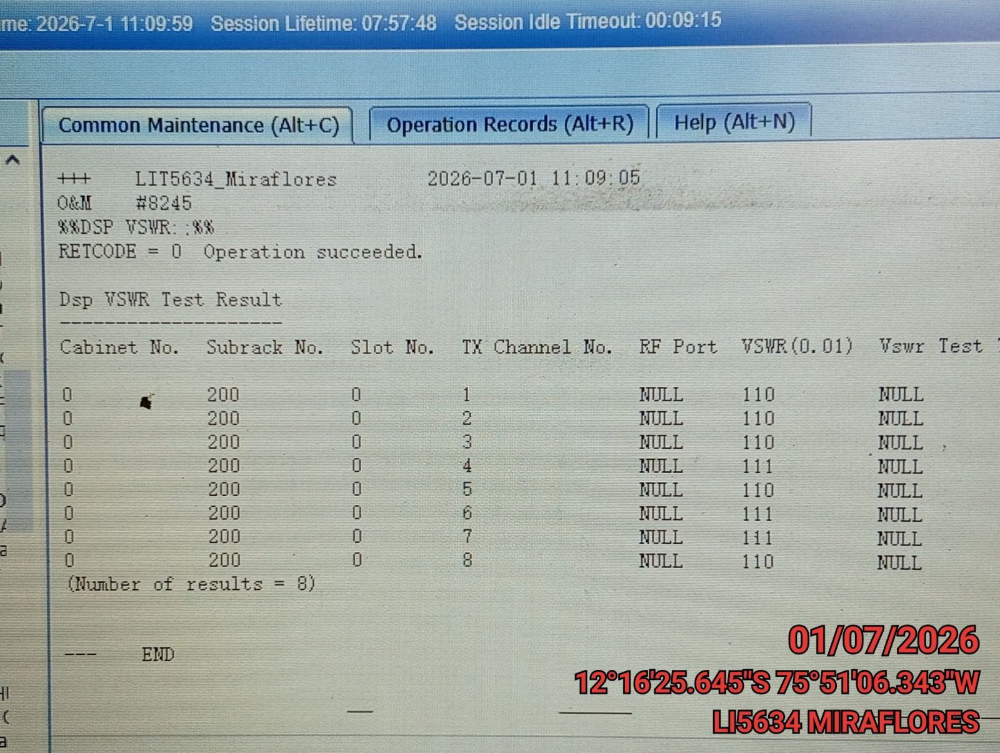 me: 2026-7-1 11:09:59 Session Lifetime: 07:57:48 Session Idle Timeout: 00:09:15
Common Maintenance (Alt+C) Operation Records (Alt+R) Help (Alt+N)
+++ LIT5634_Miraflores 2026-07-01 11:09:05
O&M #8245
%%DSP VSWR:;%%
RETCODE = 0 Operation succeeded.
Dsp VSWR Test Result
--------------------
Cabinet No. Subrack No. Slot No. TX Channel No. RF Port VSWR(0.01) Vswr Test
0 200 0 1 NULL 110 NULL
0 200 0 2 NULL 110 NULL
0 200 0 3 NULL 110 NULL
0 200 0 4 NULL 111 NULL
0 200 0 5 NULL 110 NULL
0 200 0 6 NULL 111 NULL
0 200 0 7 NULL 111 NULL
0 200 0 8 NULL 110 NULL
(Number of results = 8)
--- END
01/07/2026
12°16'25.645"S 75°51'06.343"W
LI5634 MIRAFLORES